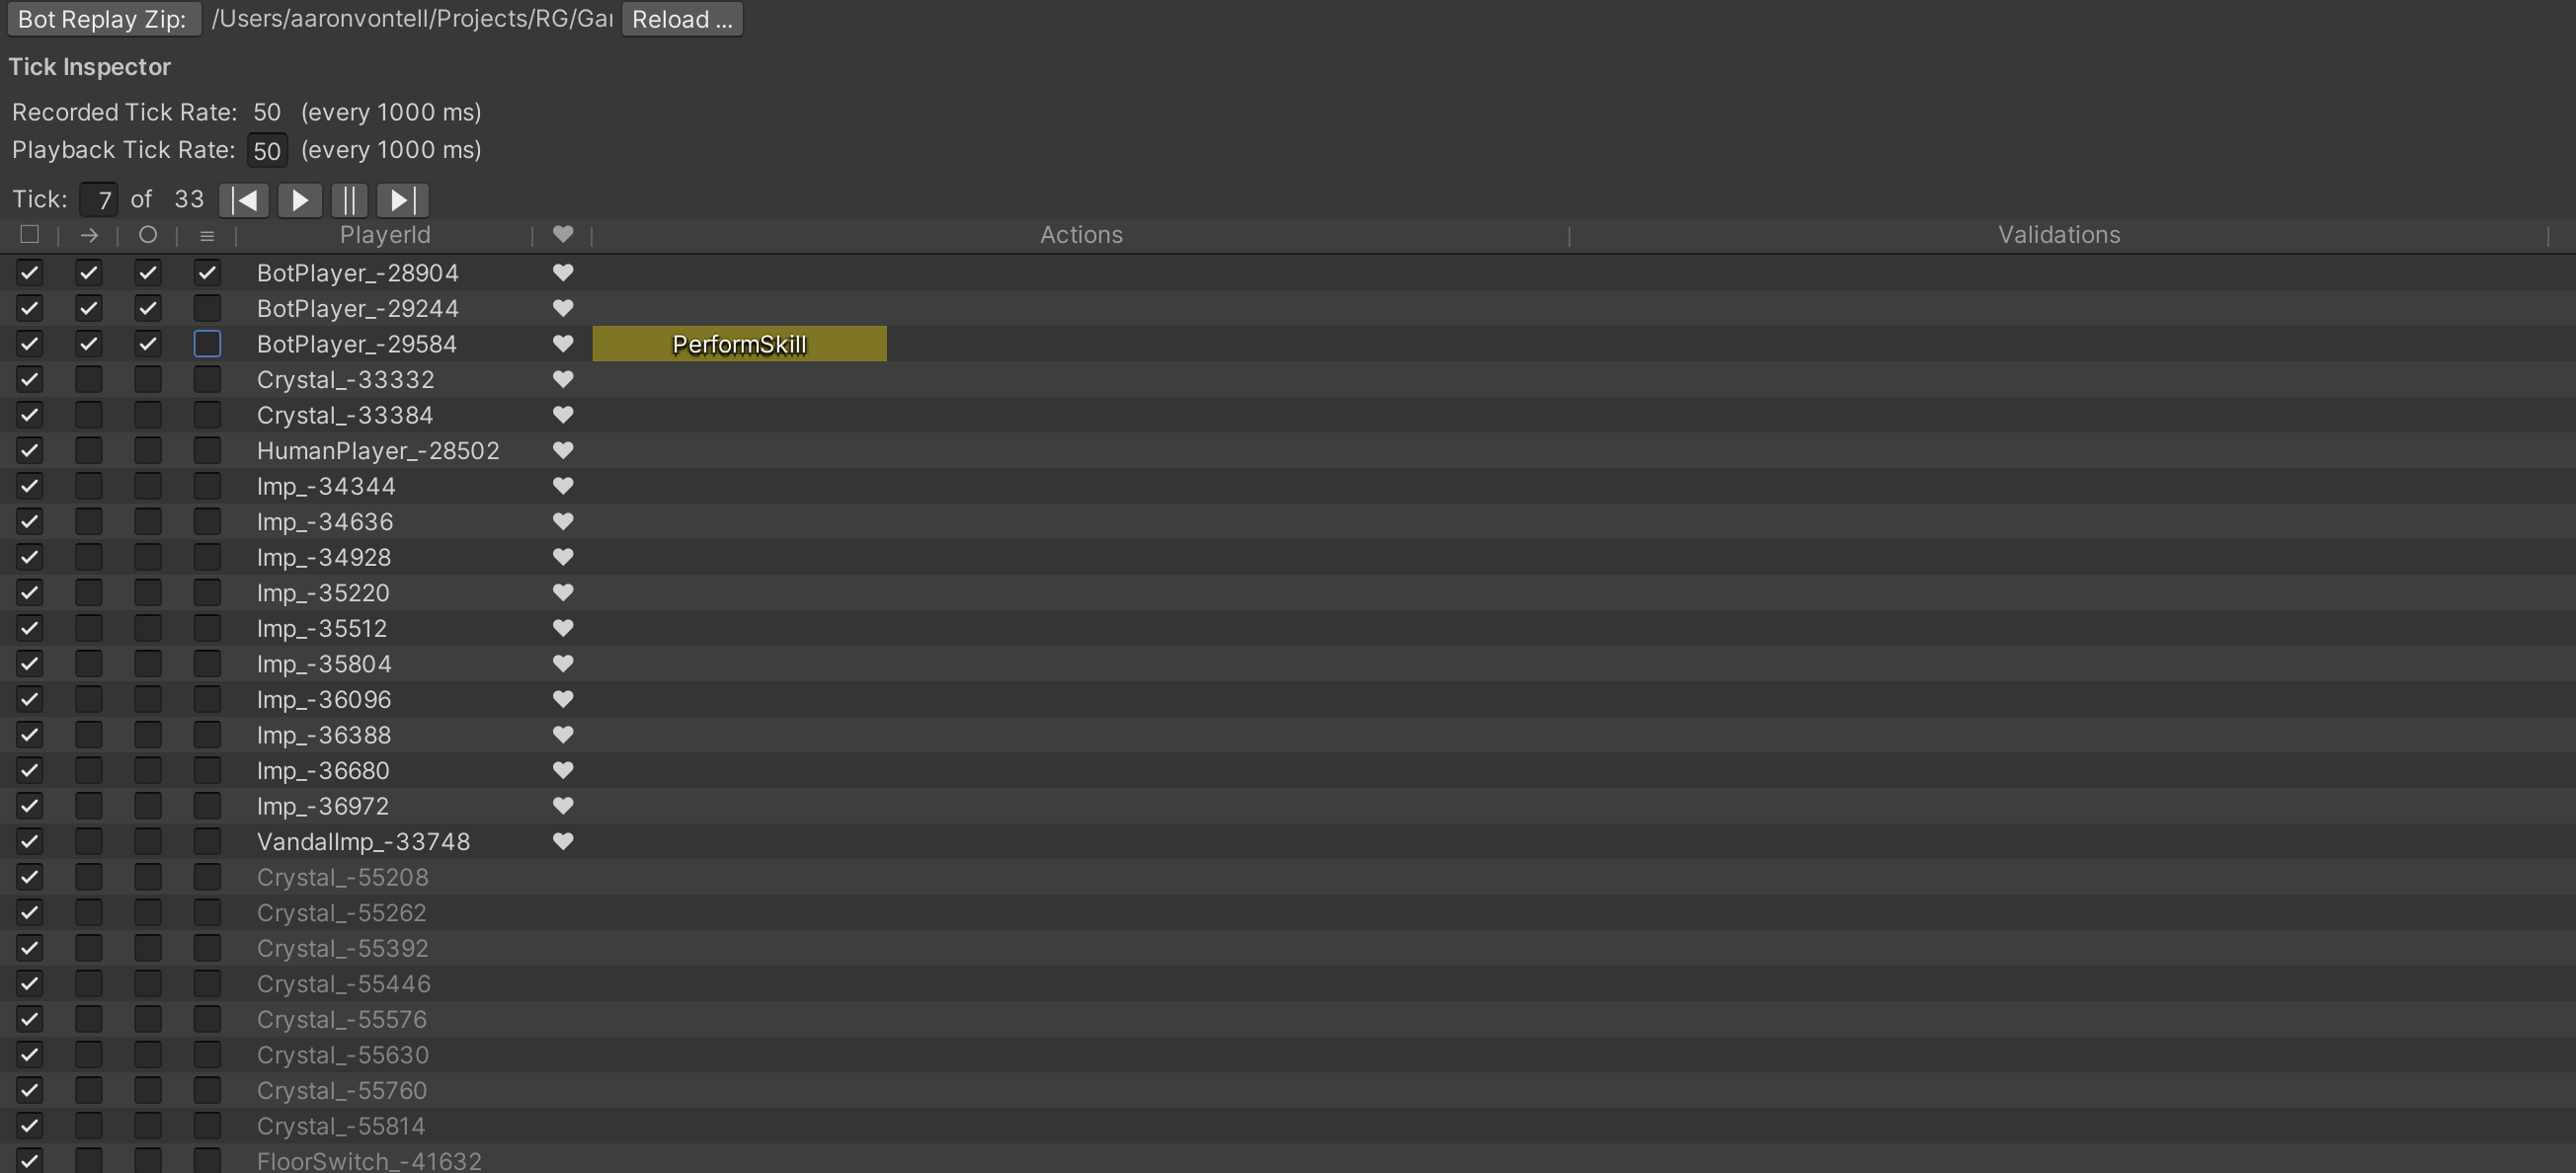 Bot Replay Zip: /Users/aaronvontell/Projects/RG/Gar Reload ...
Tick Inspector
Recorded Tick Rate: 50 (every 1000 ms)
Playback Tick Rate: 50 (every 1000 ms)
Tick: 7 of 33
PlayerId Actions Validations
BotPlayer_-28904
BotPlayer_-29244
BotPlayer_-29584 PerformSkill
Crystal_-33332
Crystal_-33384
HumanPlayer_-28502
Imp_-34344
Imp_-34636
Imp_-34928
Imp_-35220
Imp_-35512
Imp_-35804
Imp_-36096
Imp_-36388
Imp_-36680
Imp_-36972
VandalImp_-33748
Crystal_-55208
Crystal_-55262
Crystal_-55392
Crystal_-55446
Crystal_-55576
Crystal_-55630
Crystal_-55760
Crystal_-55814
FloorSwitch_-41632